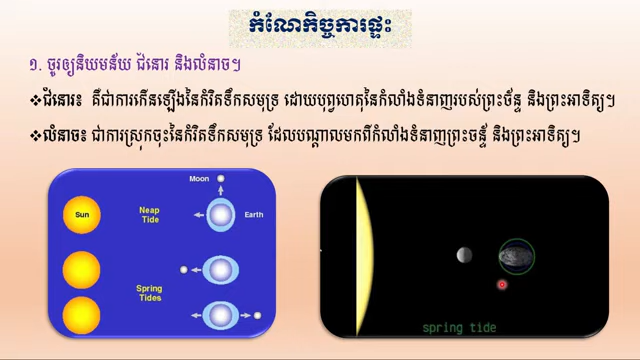 កំណែកិច្ចការផ្ទះ
១. ចូរឲ្យនិយមន័យ ជំនោរ និងលំនាច។
❖ជំនោរ៖ គឺជាការកើនឡើងនៃកំរិតទឹកសមុទ្រ ដោយបុព្វហេតុនៃកំលាំងទំនាញរបស់ព្រះច័ន្ទ និងព្រះអាទិត្យ។
❖លំនាច៖ ជាការស្រុកចុះនៃកំរិតទឹកសមុទ្រ ដែលបណ្តាលមកពីកំលាំងទំនាញព្រះចន្ទ័ និងព្រះអាទិត្យ។
Moon
Sun
Neap
Tide
Earth
Spring
Tides
spring tide